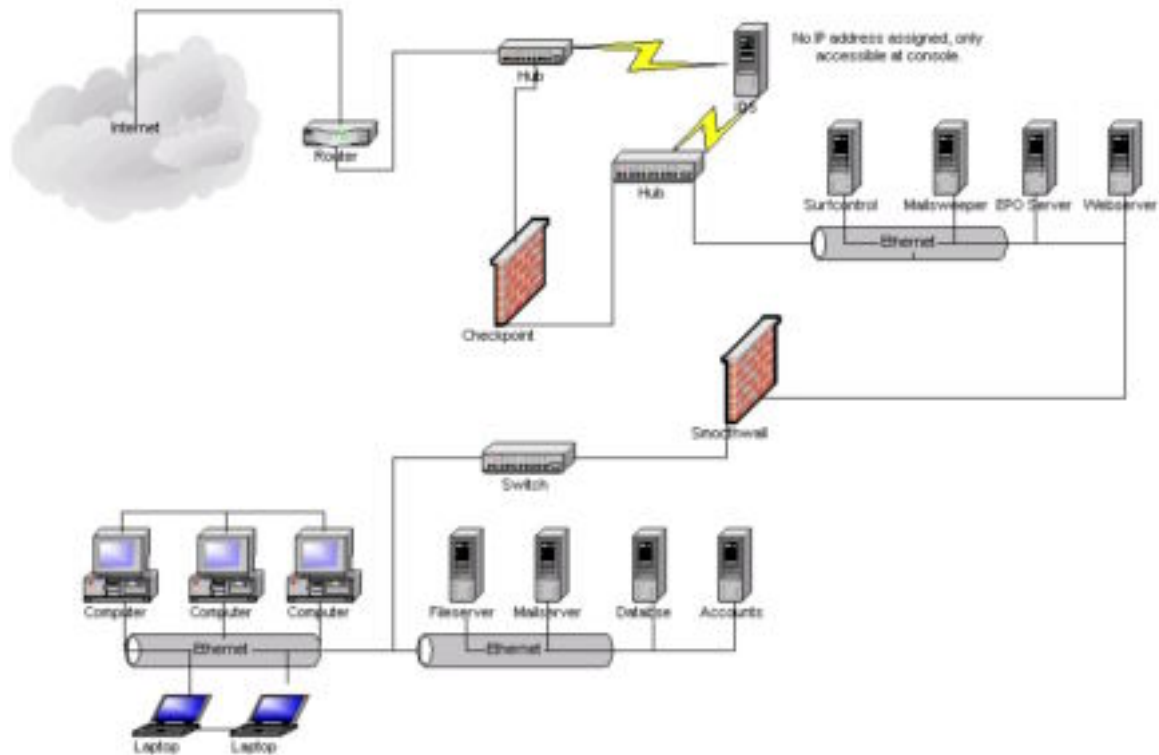 No IP address assigned, only
accessible at console.
Internet
Hub
IDS
Router
Hub
Surfcontrol
Mailsweeper
EPO Server
Webserver
Ethernet
Checkpoint
Smoothwall
Switch
Computer
Computer
Computer
Fileserver
Mailserver
Database
Accounts
Ethernet
Ethernet
Laptop
Laptop